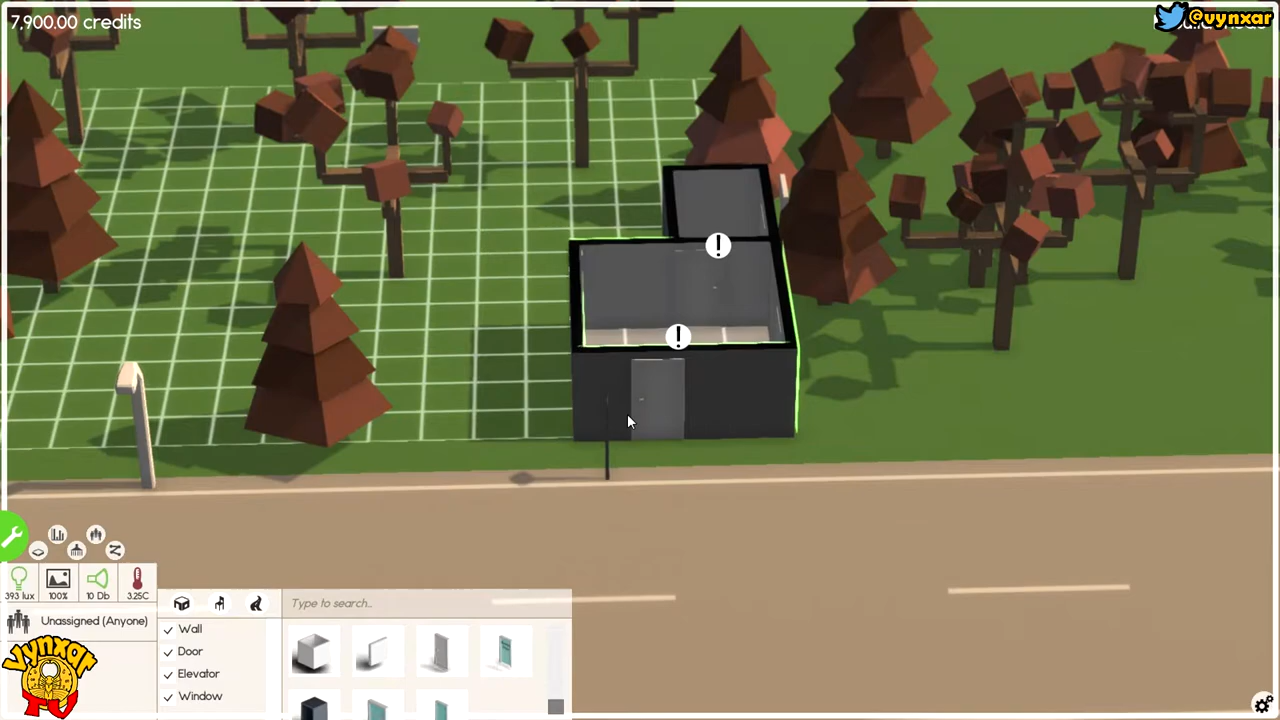 7,900.00 credits
@vynxar
393 lux
100%
10 Db
3.25C
Unassigned (Anyone)
Type to search..
Wall
Door
Elevator
Window
Vynxar